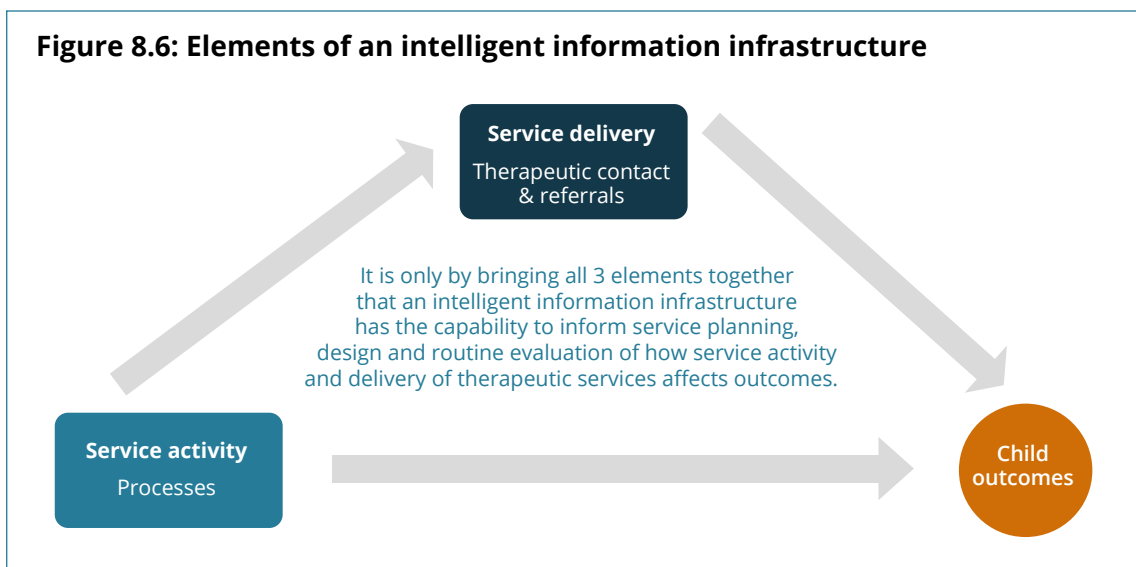 Figure 8.6: Elements of an intelligent information infrastructure
Service delivery
Therapeutic contact
& referrals
It is only by bringing all 3 elements together
that an intelligent information infrastructure
has the capability to inform service planning,
design and routine evaluation of how service activity
and delivery of therapeutic services affects outcomes.
Service activity
Processes
Child
outcomes